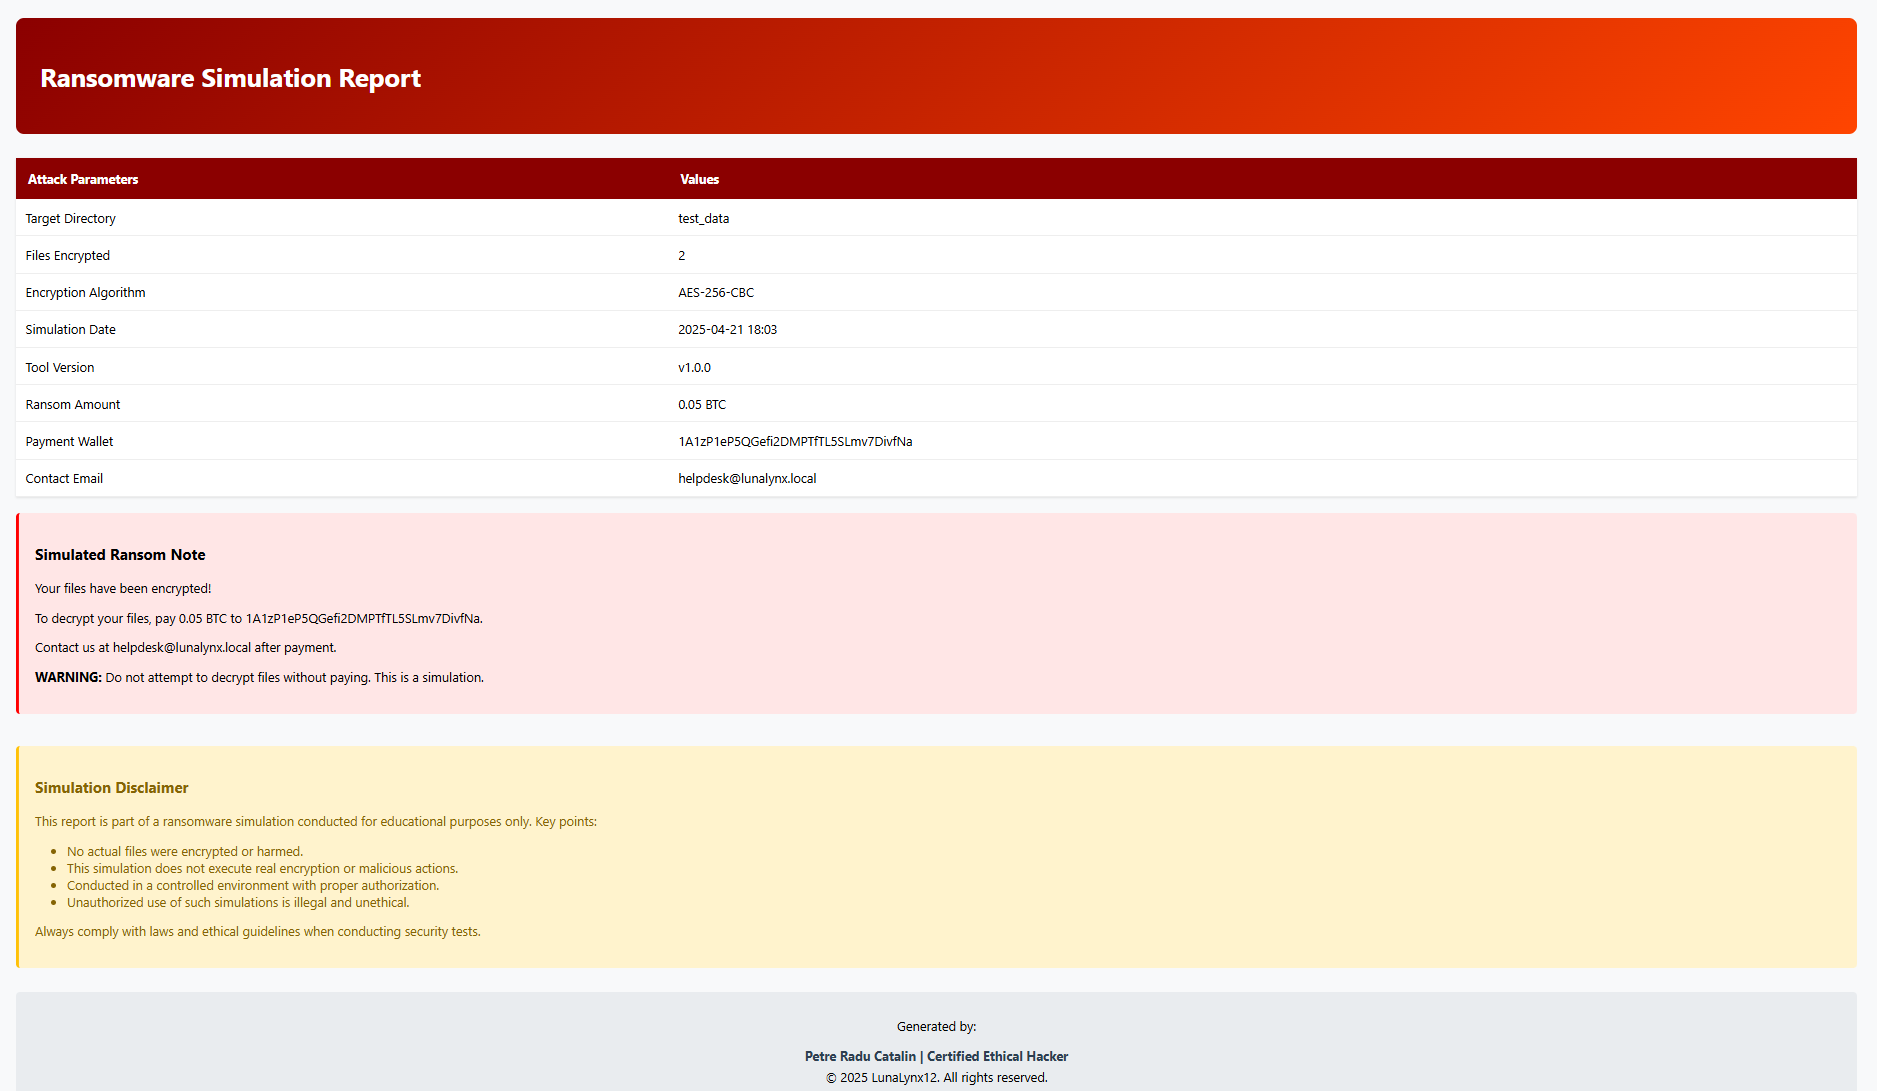 Ransomware Simulation Report
Attack Parameters Values
Target Directory test_data
Files Encrypted 2
Encryption Algorithm AES-256-CBC
Simulation Date 2025-04-21 18:03
Tool Version v1.0.0
Ransom Amount 0.05 BTC
Payment Wallet 1A1zP1eP5QGefi2DMPTfTL5SLmv7DivfNa
Contact Email helpdesk@lunalynx.local
Simulated Ransom Note
Your files have been encrypted!
To decrypt your files, pay 0.05 BTC to 1A1zP1eP5QGefi2DMPTfTL5SLmv7DivfNa.
Contact us at helpdesk@lunalynx.local after payment.
WARNING: Do not attempt to decrypt files without paying. This is a simulation.
Simulation Disclaimer
This report is part of a ransomware simulation conducted for educational purposes only. Key points:
• No actual files were encrypted or harmed.
• This simulation does not execute real encryption or malicious actions.
• Conducted in a controlled environment with proper authorization.
• Unauthorized use of such simulations is illegal and unethical.
Always comply with laws and ethical guidelines when conducting security tests.
Generated by:
Petre Radu Catalin | Certified Ethical Hacker
© 2025 LunaLynx12. All rights reserved.